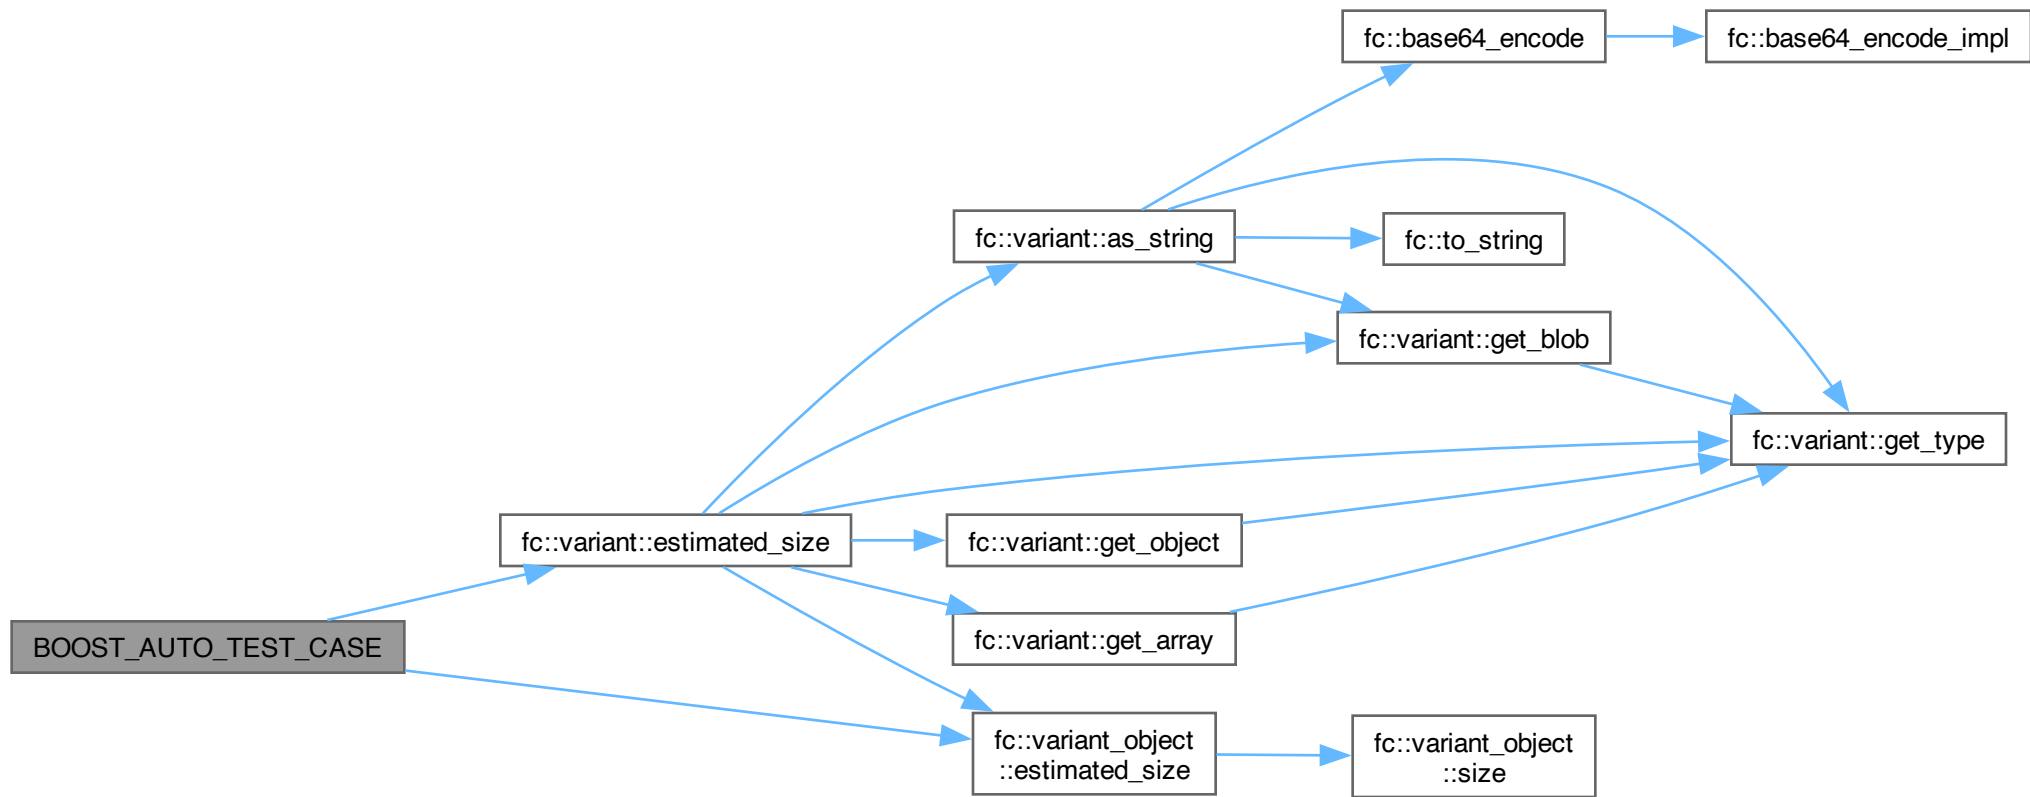 fc::base64_encode
fc::base64_encode_impl
fc::variant::as_string
fc::to_string
fc::variant::get_blob
fc::variant::get_type
fc::variant::estimated_size
fc::variant::get_object
fc::variant::get_array
BOOST_AUTO_TEST_CASE
fc::variant_object
::estimated_size
fc::variant_object
::size